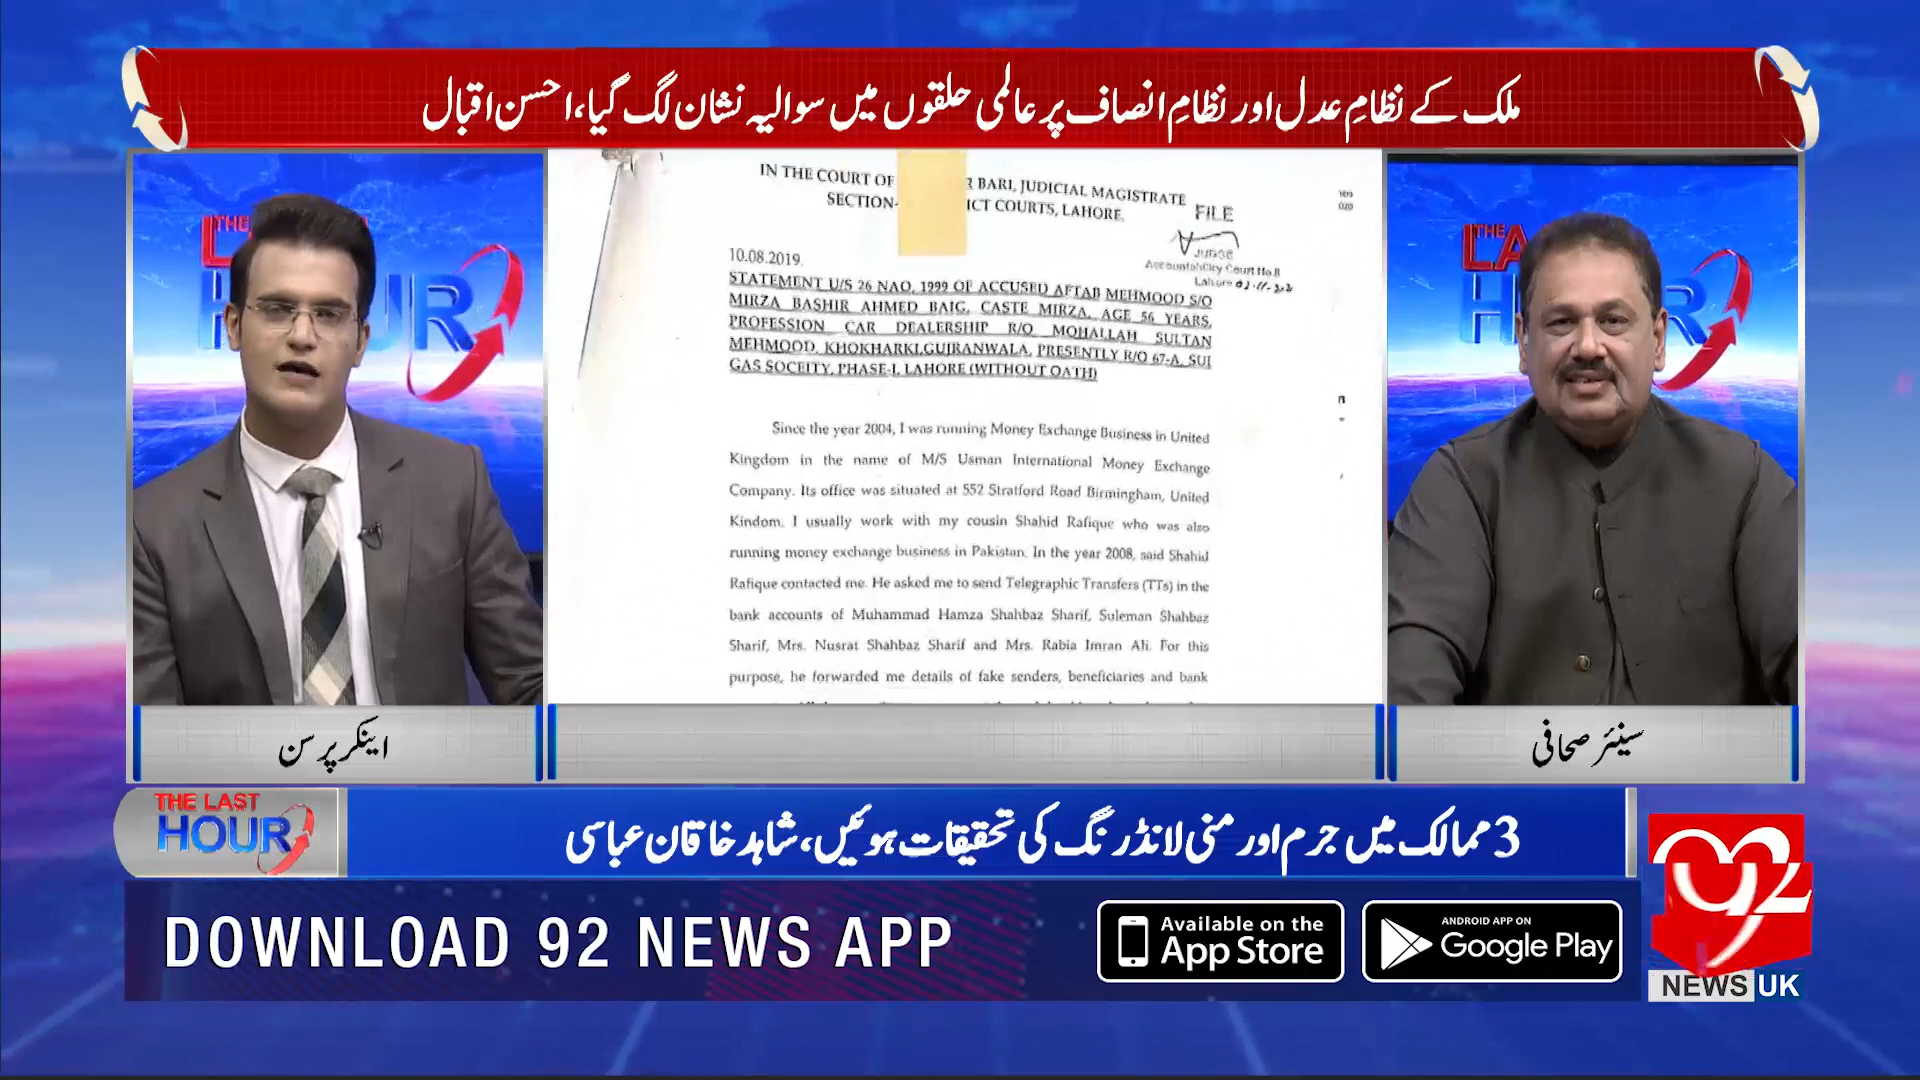 ملک کے نظامِ عدل اور نظامِ انصاف پر عالمی حلقوں میں سوالیہ نشان لگ گیا، احسن اقبال
THE
HOUR
IN THE COURT OF R BARI, JUDICIAL MAGISTRATE
SECTION- ICT COURTS, LAHORE.
FILE
JUDGE
Accountability Court No.II
Lahore
10.08.2019.
STATEMENT U/S 26 NAO, 1999 OF ACCUSED AFTAB MEHMOOD S/O
MIRZA BASHIR AHMED BAIG, CASTE MIRZA, AGE 56 YEARS,
PROFESSION CAR DEALERSHIP R/O MOHALLAH SULTAN
MEHMOOD, KHOKHARKI,GUJRANWALA, PRESENTLY R/O 67-A, SUI
GAS SOCEITY, PHASE-I, LAHORE (WITHOUT OATH)
Since the year 2004, I was running Money Exchange Business in United
Kingdom in the name of M/S Usman International Money Exchange
Company. Its office was situated at 552 Stratford Road Birmingham, United
Kindom. I usually work with my cousin Shahid Rafique who was also
running money exchange business in Pakistan. In the year 2008, said Shahid
Rafique contacted me. He asked me to send Telegraphic Transfers (TTs) in the
bank accounts of Muhammad Hamza Shahbaz Sharif, Suleman Shahbaz
Sharif, Mrs. Nusrat Shahbaz Sharif and Mrs. Rabia Imran Ali. For this
purpose, he forwarded me details of fake senders, beneficiaries and bank
THE LA
اینکر پرسن
سینئر صحافی
THE LAST
HOUR
3 ممالک میں جرم اور منی لانڈرنگ کی تحقیقات ہوئیں، شاہد خاقان عباسی
DOWNLOAD 92 NEWS APP
Available on the
App Store
ANDROID APP ON
Google Play
92
NEWS UK